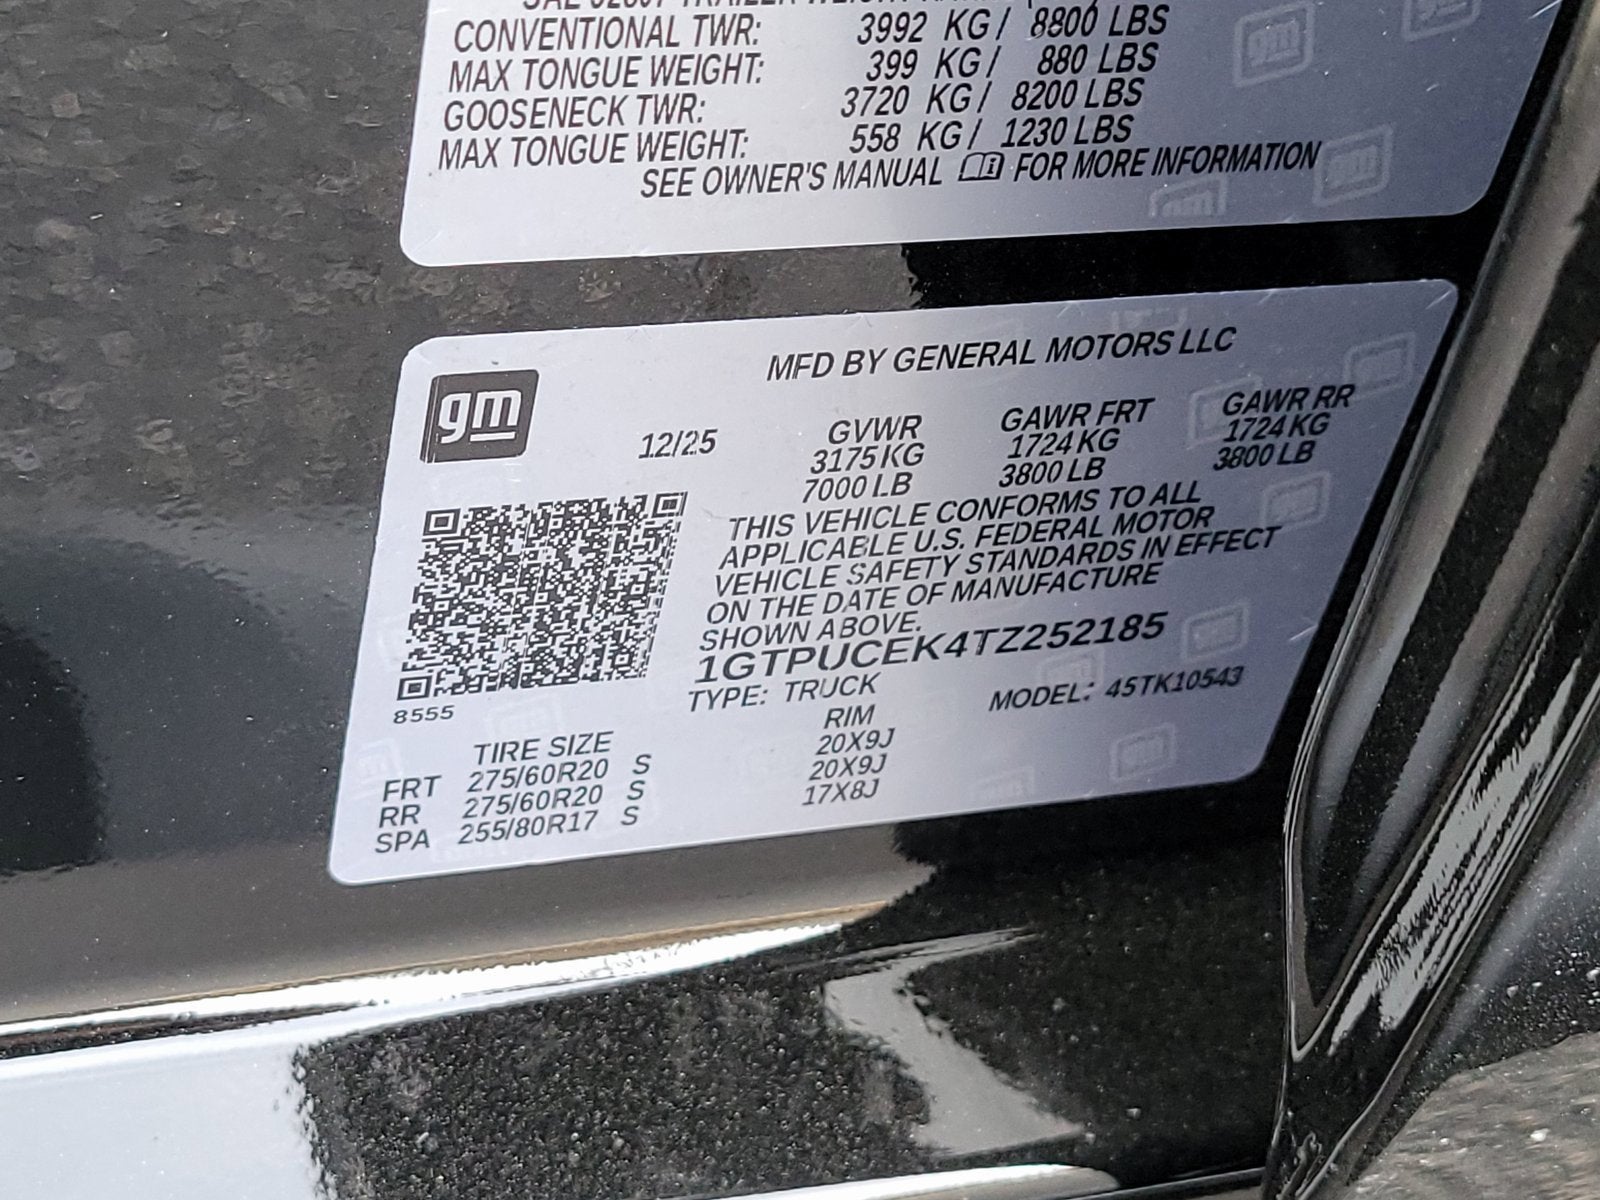 CONVENTIONAL TWR: 3992 KG / 8800 LBS
MAX TONGUE WEIGHT: 399 KG / 880 LBS
GOOSENECK TWR: 3720 KG / 8200 LBS
MAX TONGUE WEIGHT: 558 KG / 1230 LBS
SEE OWNER'S MANUAL FOR MORE INFORMATION
gm
MFD BY GENERAL MOTORS LLC
12/25 GVWR GAWR FRT GAWR RR
3175 KG 1724 KG 1724 KG
7000 LB 3800 LB 3800 LB
THIS VEHICLE CONFORMS TO ALL
APPLICABLE U.S. FEDERAL MOTOR
VEHICLE SAFETY STANDARDS IN EFFECT
ON THE DATE OF MANUFACTURE
SHOWN ABOVE.
1GTPUCEK4TZ252185
TYPE: TRUCK MODEL: 45TK10543
8555
TIRE SIZE RIM
FRT 275/60R20 S 20X9J
RR 275/60R20 S 20X9J
SPA 255/80R17 S 17X8J